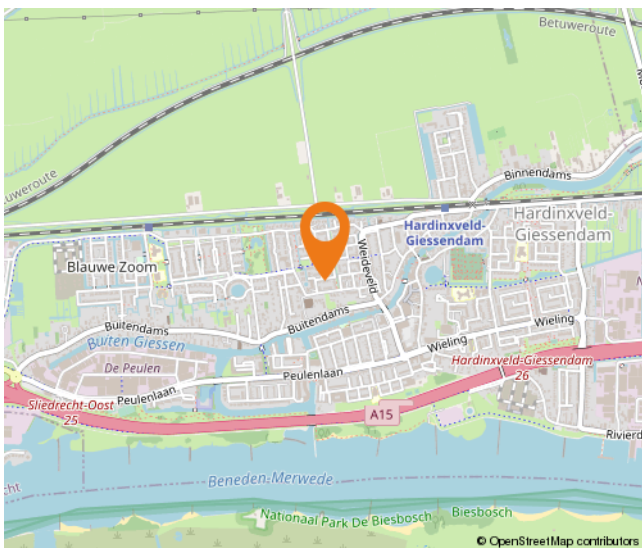 Betuweroute
Betuweroute
Binnendams
Hardinxveld-
Giessendam
Hardinxveld-
Giessendam
Weideveld
Blauwe Zoom
Buitendams
Buitendams
Buiten Giessen
De Peulen
Wieling
Wieling
Peulenlaan
Hardinxveld-Giessendam
26
Peulenlaan
Sliedrecht-Oost
25
A15
Rivierd
Beneden-Merwede
Nationaal Park De Biesbosch
Biesbosch
© OpenStreetMap contributors